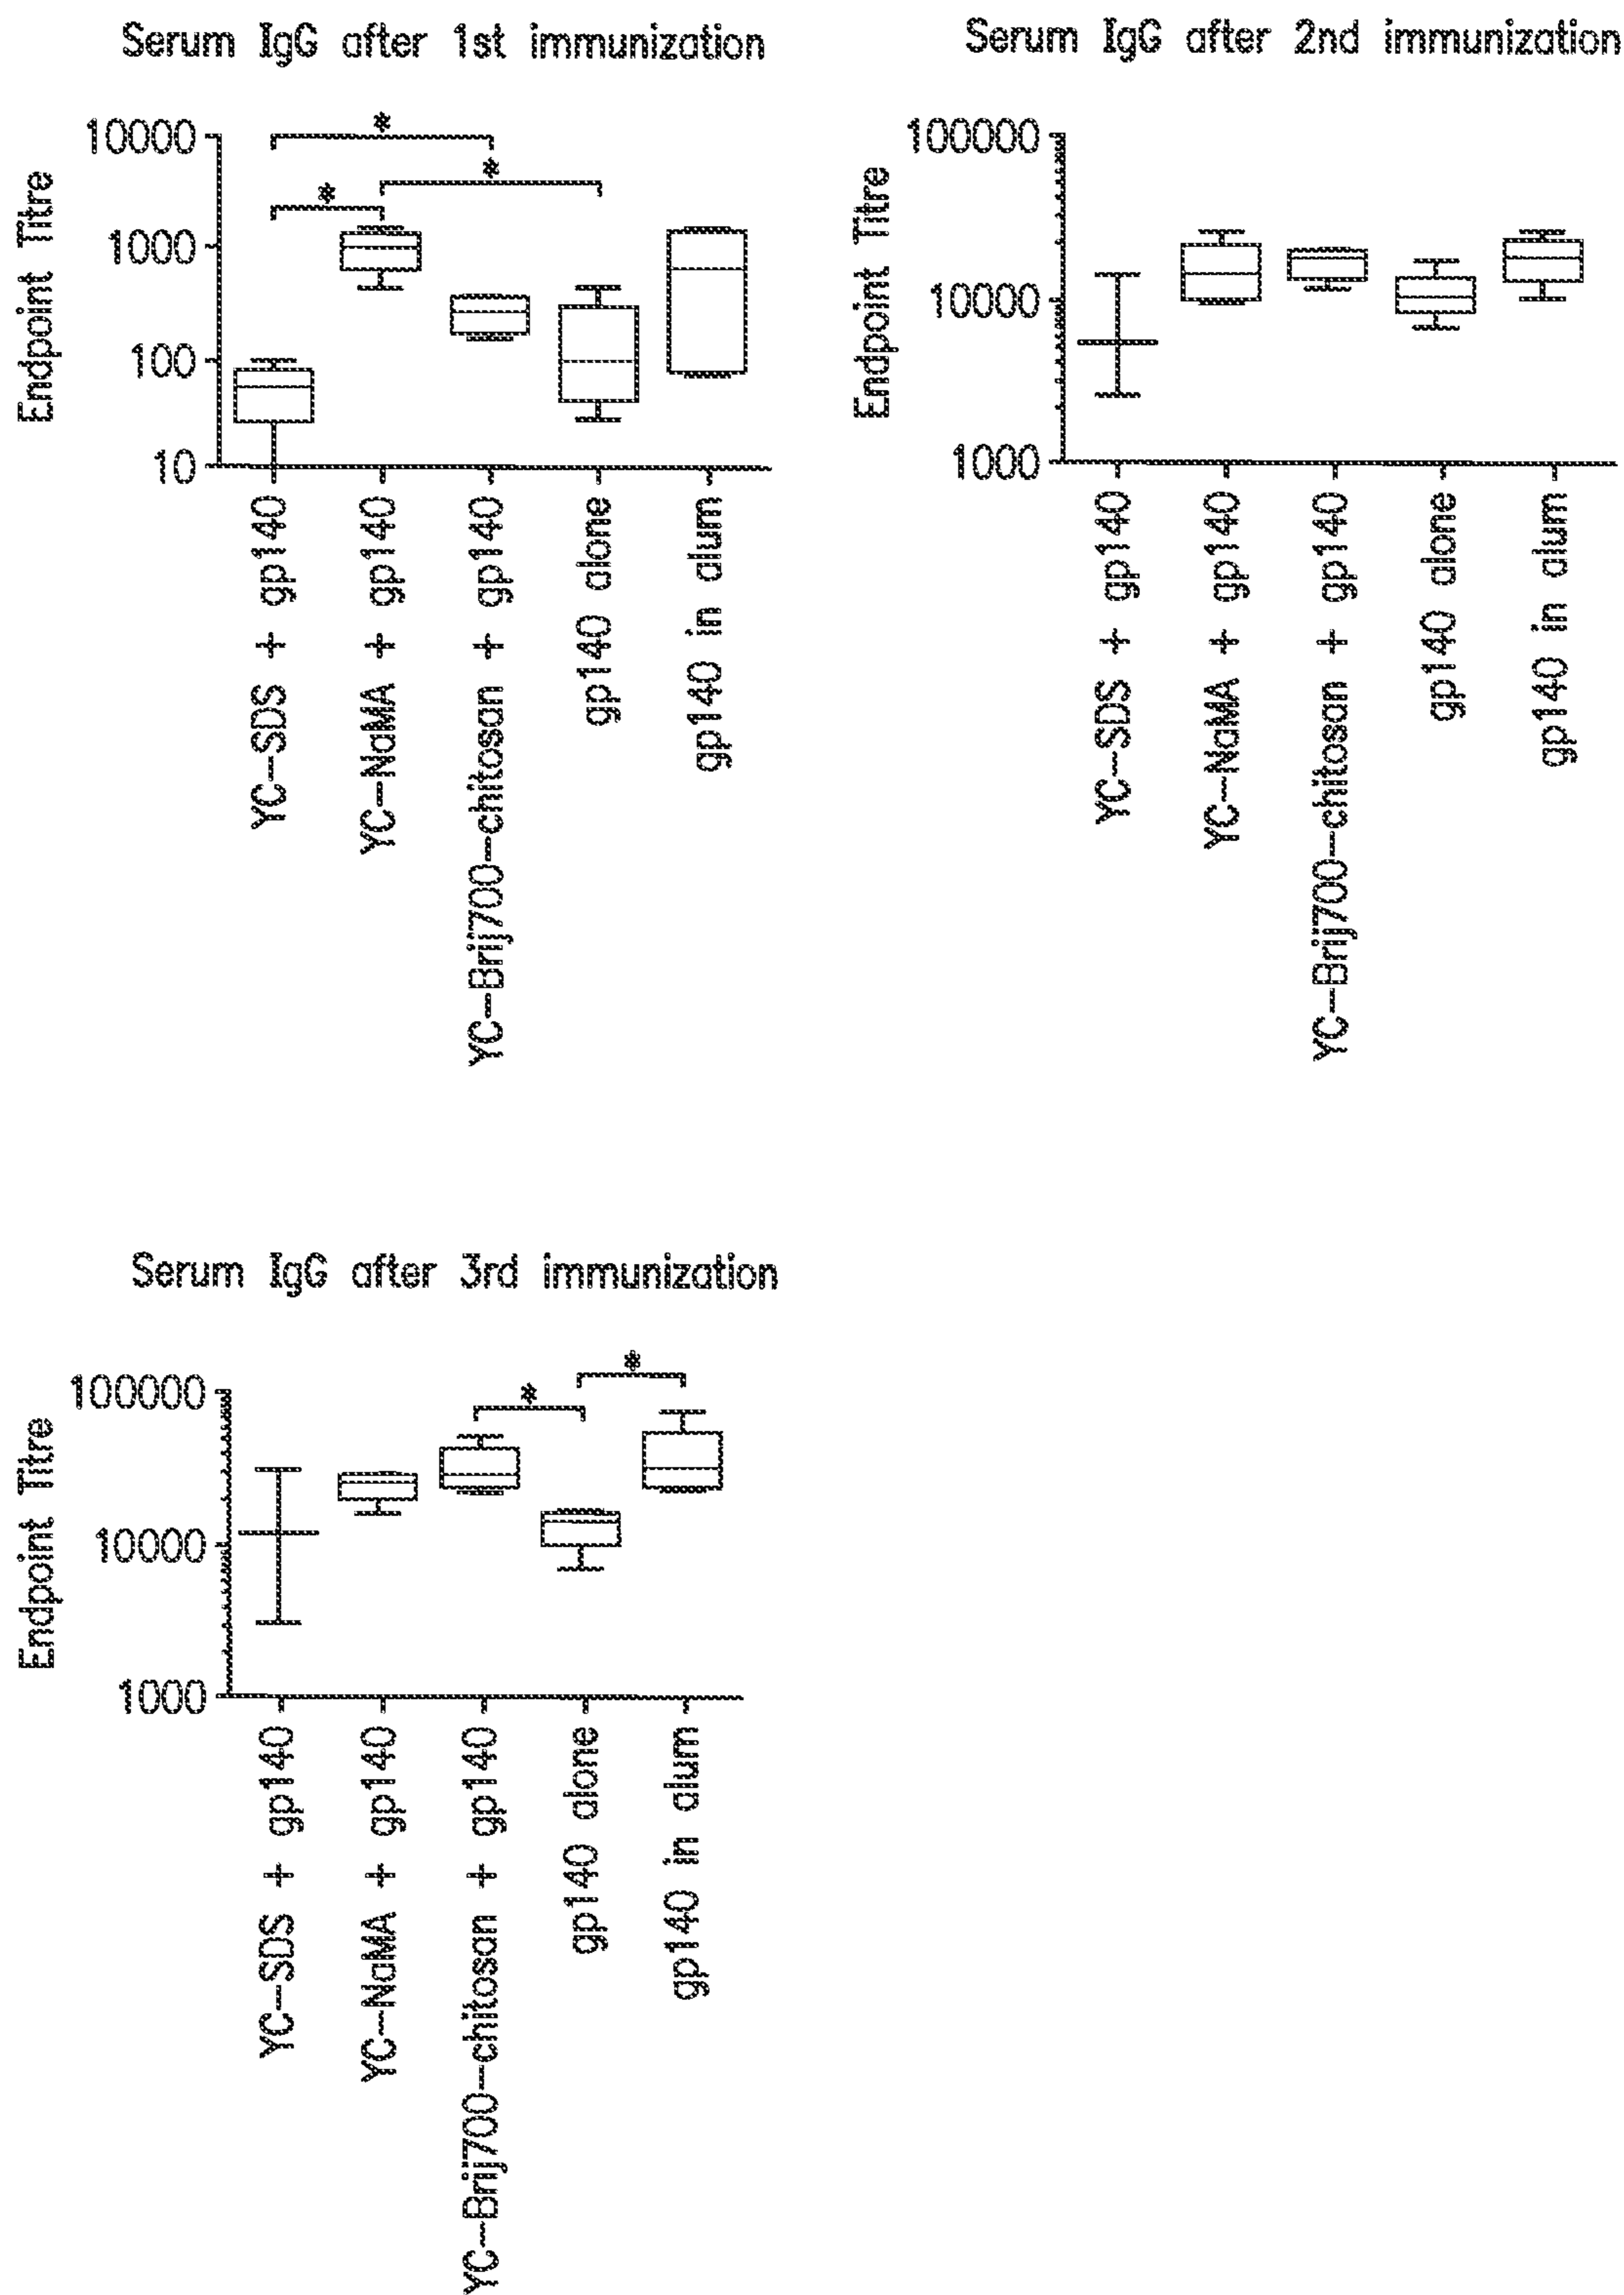 Serum IgG after 1st immunization
*
*
*
10000
1000
100
10
Endpoint Titre
YC-SDS + gp140
YC-NaMA + gp140
YC-Brij700-chitosan + gp140
gp140 alone
gp140 in alum
Serum IgG after 2nd immunization
100000
10000
1000
Endpoint Titre
YC-SDS + gp140
YC-NaMA + gp140
YC-Brij700-chitosan + gp140
gp140 alone
gp140 in alum
Serum IgG after 3rd immunization
*
*
100000
10000
1000
Endpoint Titre
YC-SDS + gp140
YC-NaMA + gp140
YC-Brij700-chitosan + gp140
gp140 alone
gp140 in alum